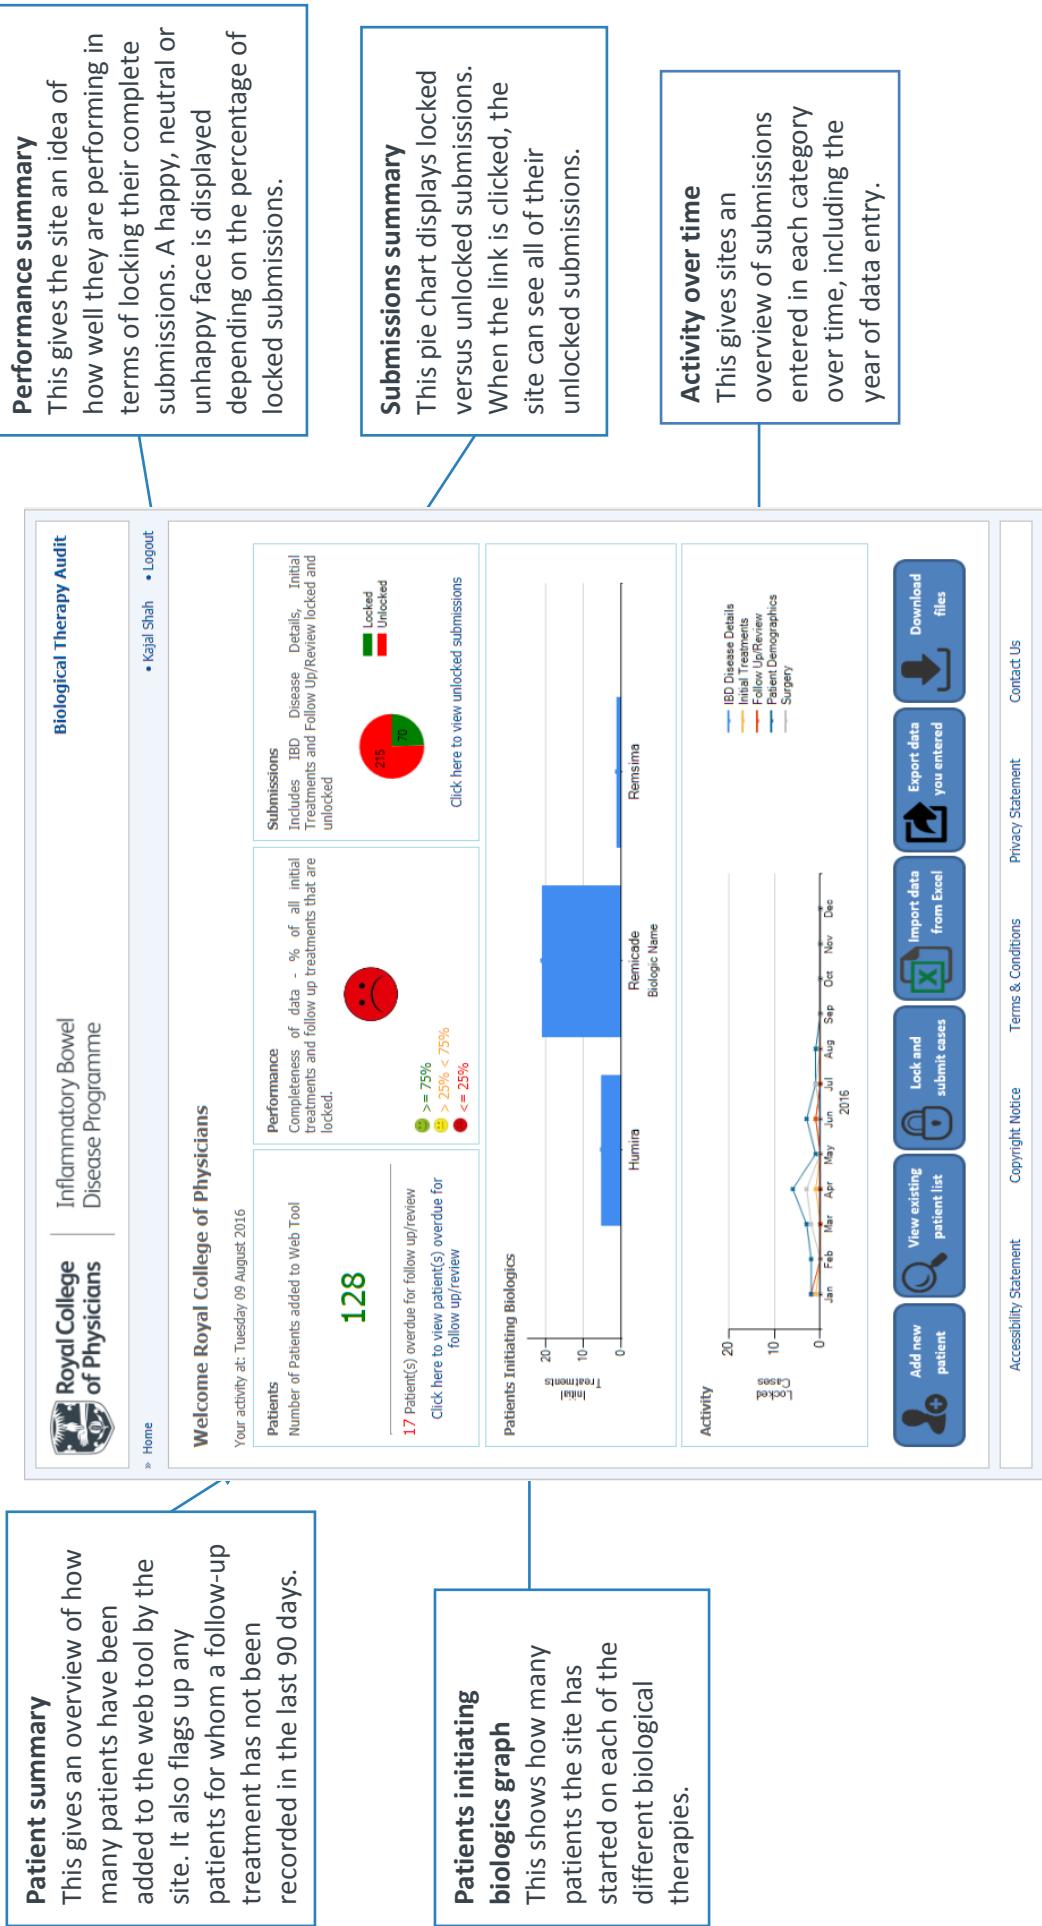 Patient summary
This gives an overview of how
many patients have been
added to the web tool by the
site. It also flags up any
patients for whom a follow-up
treatment has not been
recorded in the last 90 days.
Patients initiating
biologics graph
This shows how many
patients the site has
started on each of the
different biological
therapies.
Royal College
of Physicians
Inflammatory Bowel
Disease Programme
Biological Therapy Audit
» Home
• Kajal Shah • Logout
Welcome Royal College of Physicians
Your activity at: Tuesday 09 August 2016
Patients
Number of Patients added to Web Tool
128
17 Patient(s) overdue for follow up/review
Click here to view patient(s) overdue for
follow up/review
Performance
Completeness of data - % of all initial
treatments and follow up treatments that are
locked.
>= 75%
> 25% < 75%
<= 25%
Submissions
Includes IBD Disease Details, Initial
Treatments and Follow Up/Review locked and
unlocked
215
70
Locked
Unlocked
Click here to view unlocked submissions
Patients Initiating Biologics
Initial
Treatments
20
10
0
Humira
Remicade
Remsima
Biologic Name
Activity
Locked
Cases
20
10
0
Jan Feb Mar Apr May Jun Jul Aug Sep Oct Nov Dec
2016
IBD Disease Details
Initial Treatments
Follow Up/Review
Patient Demographics
Surgery
Add new
patient
View existing
patient list
Lock and
submit cases
Import data
from Excel
Export data
you entered
Download
files
Accessibility Statement
Copyright Notice
Terms & Conditions
Privacy Statement
Contact Us
Performance summary
This gives the site an idea of
how well they are performing in
terms of locking their complete
submissions. A happy, neutral or
unhappy face is displayed
depending on the percentage of
locked submissions.
Submissions summary
This pie chart displays locked
versus unlocked submissions.
When the link is clicked, the
site can see all of their
unlocked submissions.
Activity over time
This gives sites an
overview of submissions
entered in each category
over time, including the
year of data entry.